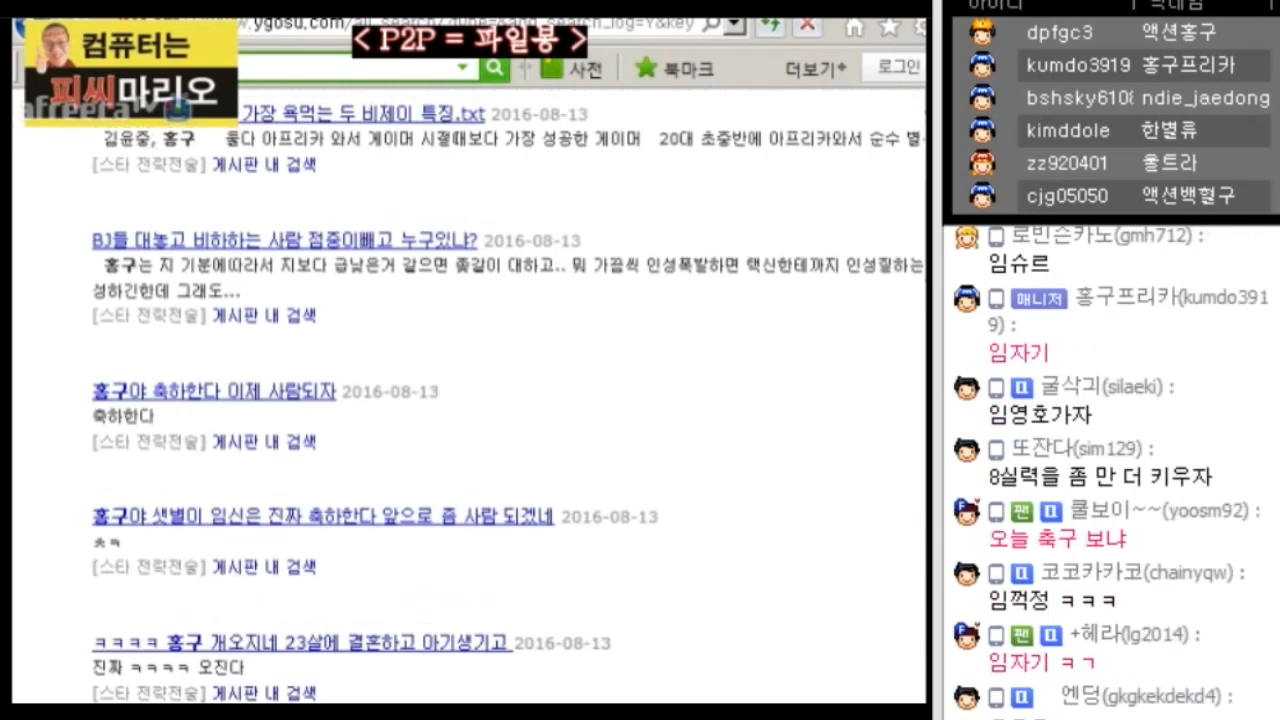 컴퓨터는
피씨마리오
afreeca
< P2P = 파일봉 >
사전
북마크
더보기+
로그인
가장 욕먹는 두 비제이 특징.txt 2016-08-13
김윤중, 홍구 둘다 아프리카 와서 게이머 시절때보다 가장 성공한 게이머 20대 초중반에 아프리카와서 순수 별
[스타 전략전술] 게시판 내 검색
BJ들 대놓고 비하하는 사람 점중이빼고 누구있냐? 2016-08-13
홍구는 지 기분에따라서 지보다 급낮은거 같으면 좆같이 대하고.. 뭐 가끔씩 인성폭발하면 택신한테까지 인성질하는
성하긴한데 그래도...
[스타 전략전술] 게시판 내 검색
홍구야 축하한다 이제 사람되자 2016-08-13
축하한다
[스타 전략전술] 게시판 내 검색
홍구야 샛별이 임신은 진짜 축하한다 앞으로 좀 사람 되겠네 2016-08-13
ㅊㅋ
[스타 전략전술] 게시판 내 검색
ㅋㅋㅋㅋ 홍구 개오지네 23살에 결혼하고 아기생기고 2016-08-13
진짜 ㅋㅋㅋㅋ 오진다
[스타 전략전술] 게시판 내 검색
아이디 닉네임
dpfgc3 액션홍구
kumdo3919 홍구프리카
bshsky6108 ndie_jaedong
kimddole 한별류
zz920401 울트라
cjg05050 액션백혈구
로빈슨카노(gmh712) :
임슈르
매니저 홍구프리카(kumdo391
9) :
임자기
굴삭긔(silaeki) :
임영호가자
또잔다(sim129) :
8실력을 좀 만 더 키우자
팬 쿨보이~~(yoosm92) :
오늘 축구 보냐
코코카카코(chainyqw) :
임꺽정 ㅋㅋㅋ
팬 +헤라(lg2014) :
임자기 ㅋㄱ
엔덩(gkgkekdekd4) :